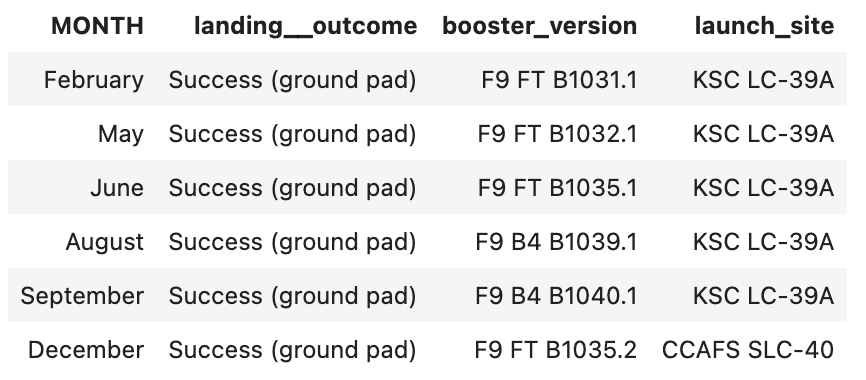 MONTH landing__outcome booster_version launch_site
February Success (ground pad) F9 FT B1031.1 KSC LC-39A
May Success (ground pad) F9 FT B1032.1 KSC LC-39A
June Success (ground pad) F9 FT B1035.1 KSC LC-39A
August Success (ground pad) F9 B4 B1039.1 KSC LC-39A
September Success (ground pad) F9 B4 B1040.1 KSC LC-39A
December Success (ground pad) F9 FT B1035.2 CCAFS SLC-40